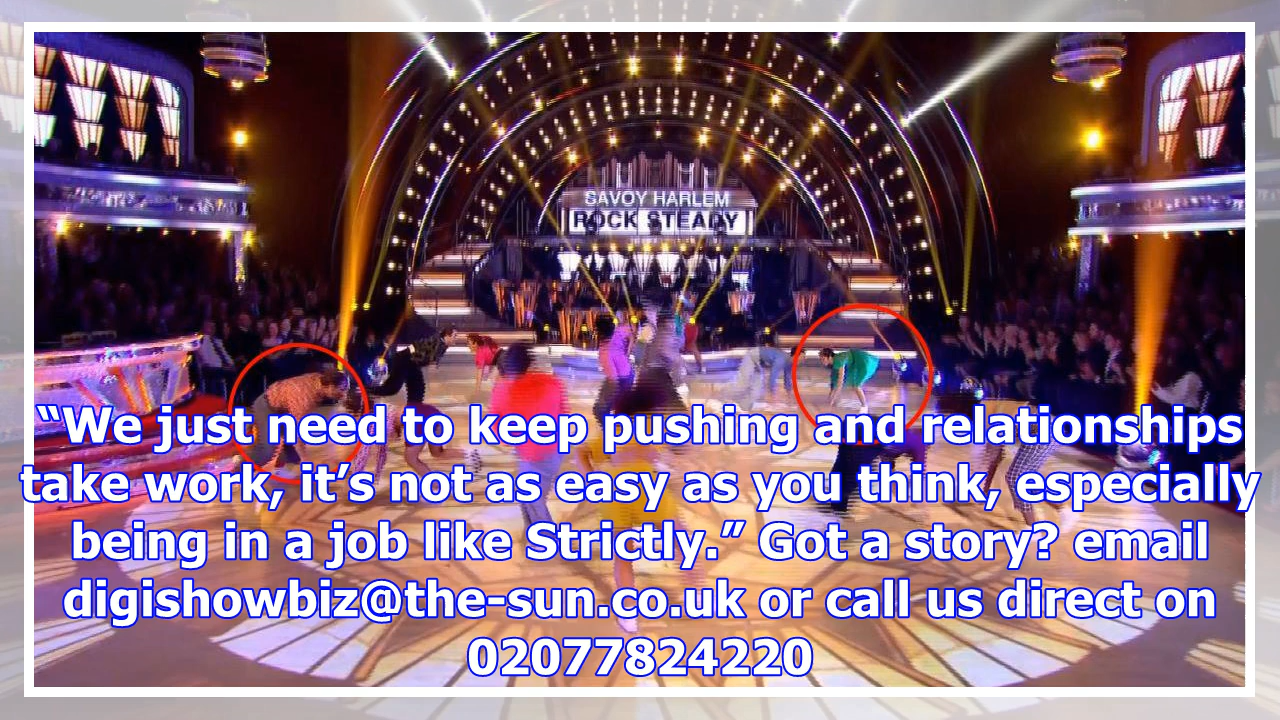 SAVOY HARLEM
ROCK STEADY
“We just need to keep pushing and relationships
take work, it’s not as easy as you think, especially
being in a job like Strictly.” Got a story? email
digishowbiz@the-sun.co.uk or call us direct on
02077824220